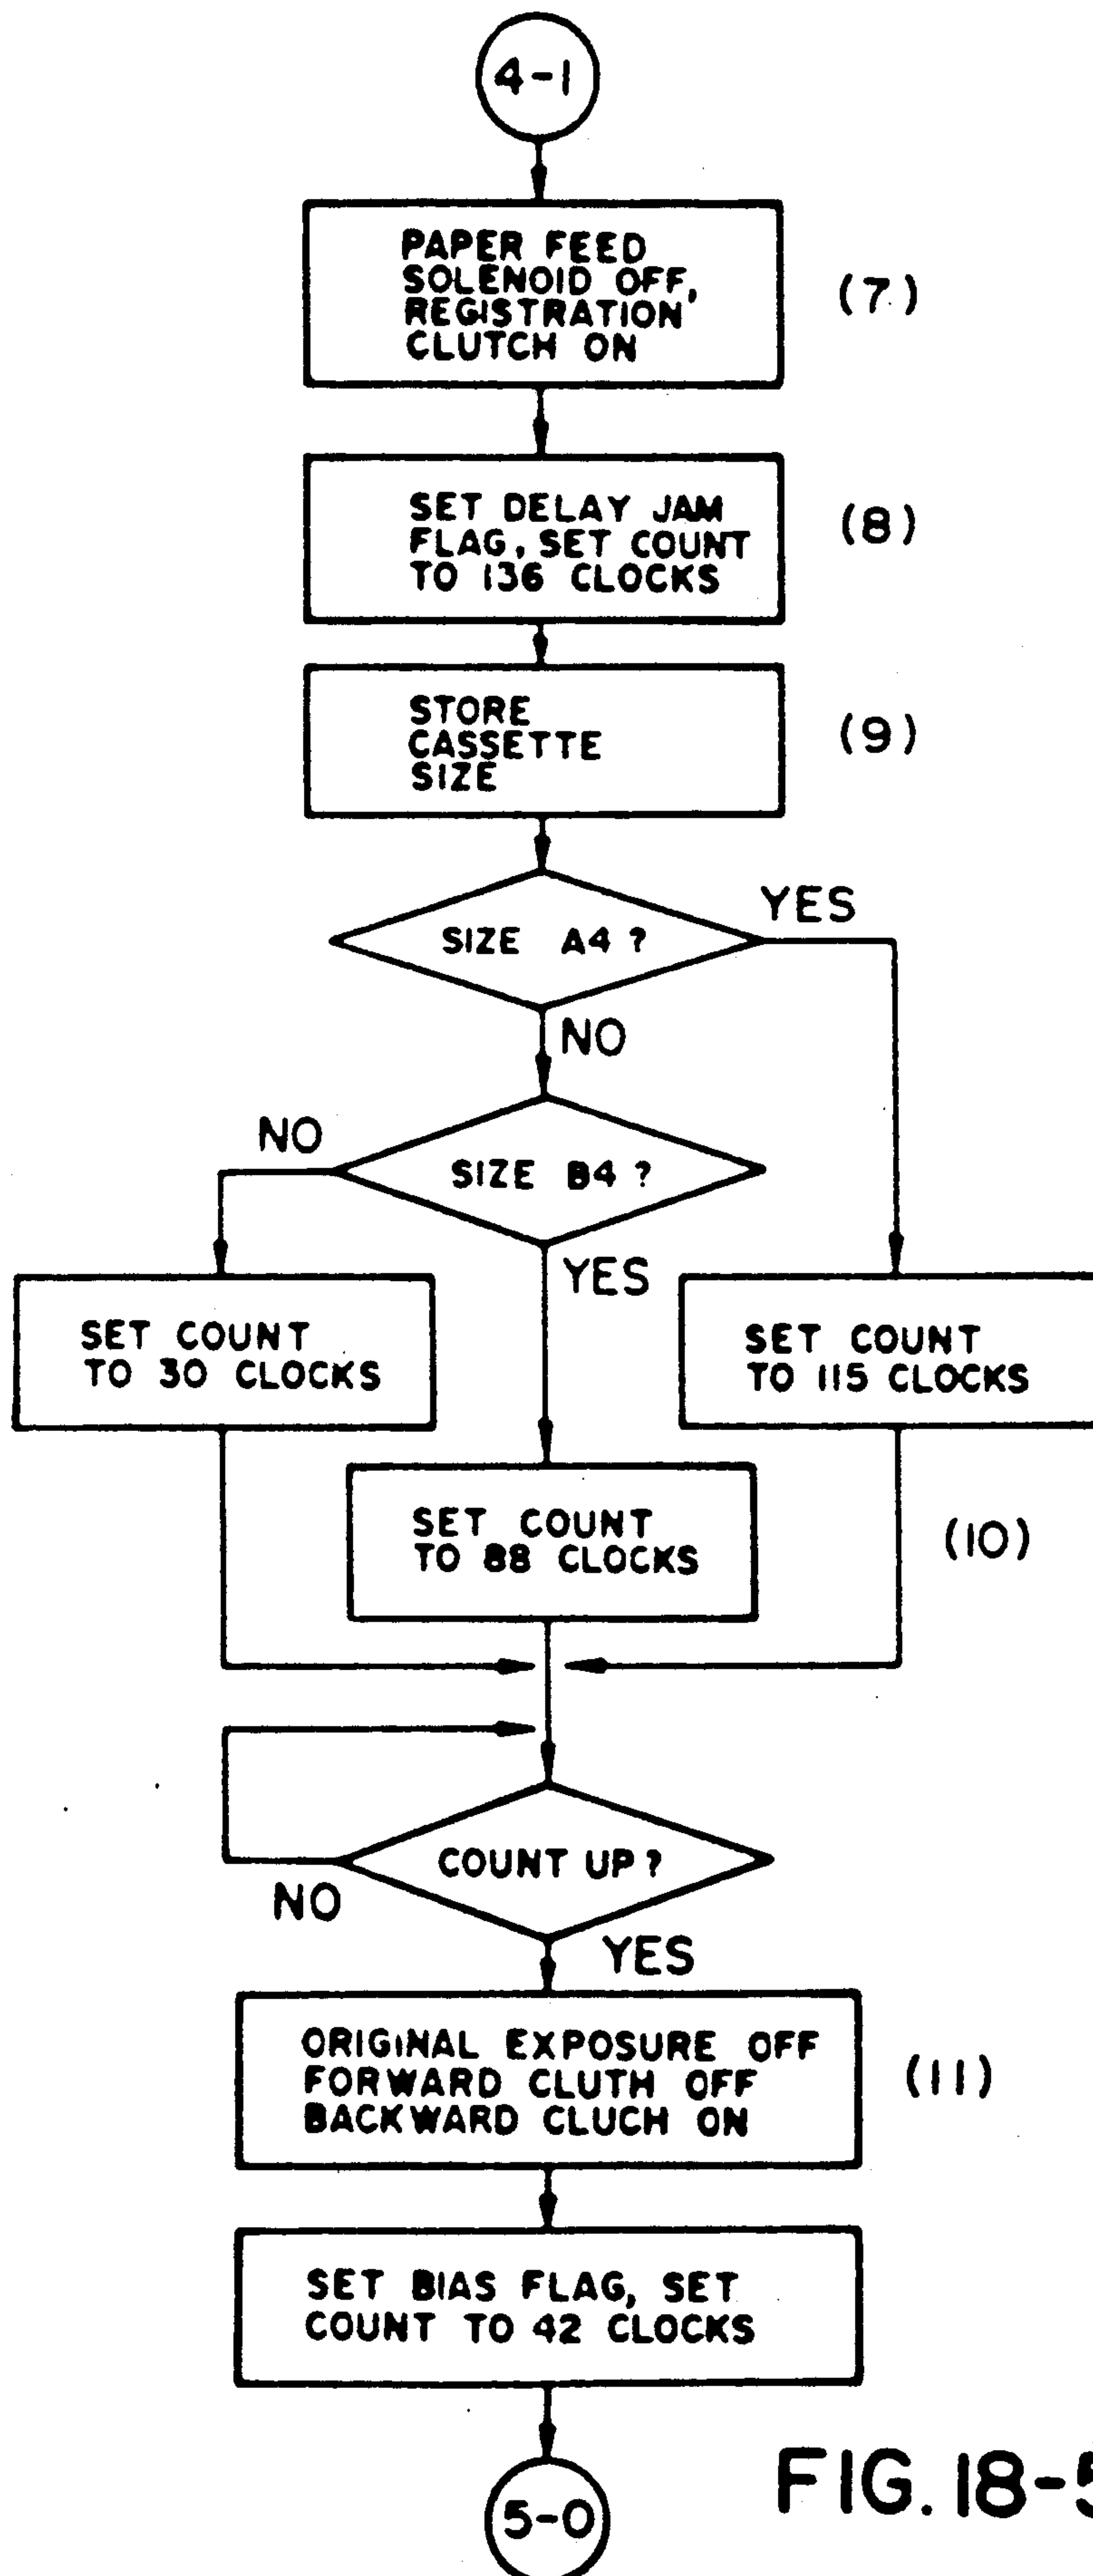 4-1
PAPER FEED
SOLENOID OFF,
REGISTRATION
CLUTCH ON
(7)
SET DELAY JAM
FLAG, SET COUNT
TO 136 CLOCKS
(8)
STORE
CASSETTE
SIZE
(9)
SIZE A4 ?
YES
NO
SIZE B4 ?
NO
YES
SET COUNT
TO 30 CLOCKS
SET COUNT
TO 115 CLOCKS
SET COUNT
TO 88 CLOCKS
(10)
COUNT UP ?
NO
YES
ORIGINAL EXPOSURE OFF
FORWARD CLUTH OFF
BACKWARD CLUCH ON
(11)
SET BIAS FLAG, SET
COUNT TO 42 CLOCKS
5-0
FIG. 18-5